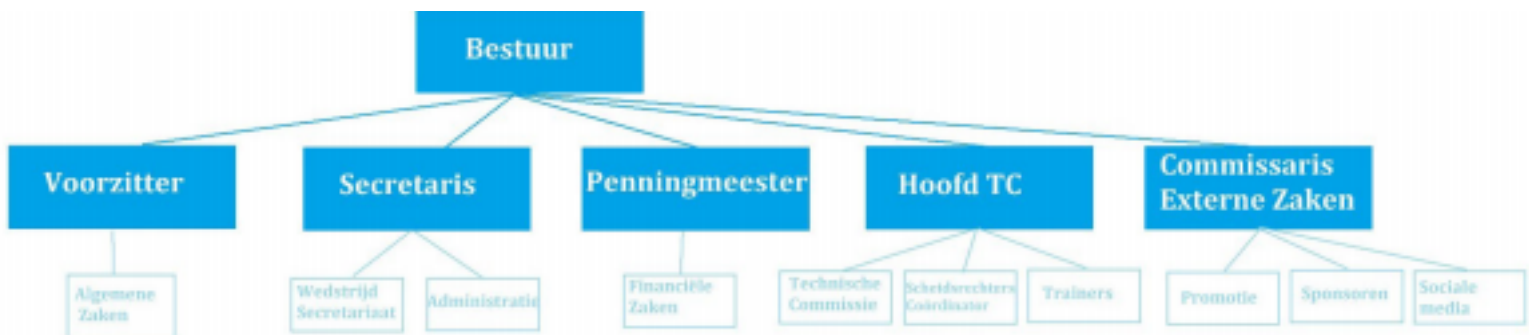 Bestuur
Voorzitter
Secretaris
Penningmeester
Hoofd TC
Commissaris
Externe Zaken
Algemene
Zaken
Wedstrijd
Secretariaat
Administratie
Financiële
Zaken
Technische
Commissie
Scheidsrechters
Coördinator
Trainers
Promotie
Sponsoren
Sociale
media